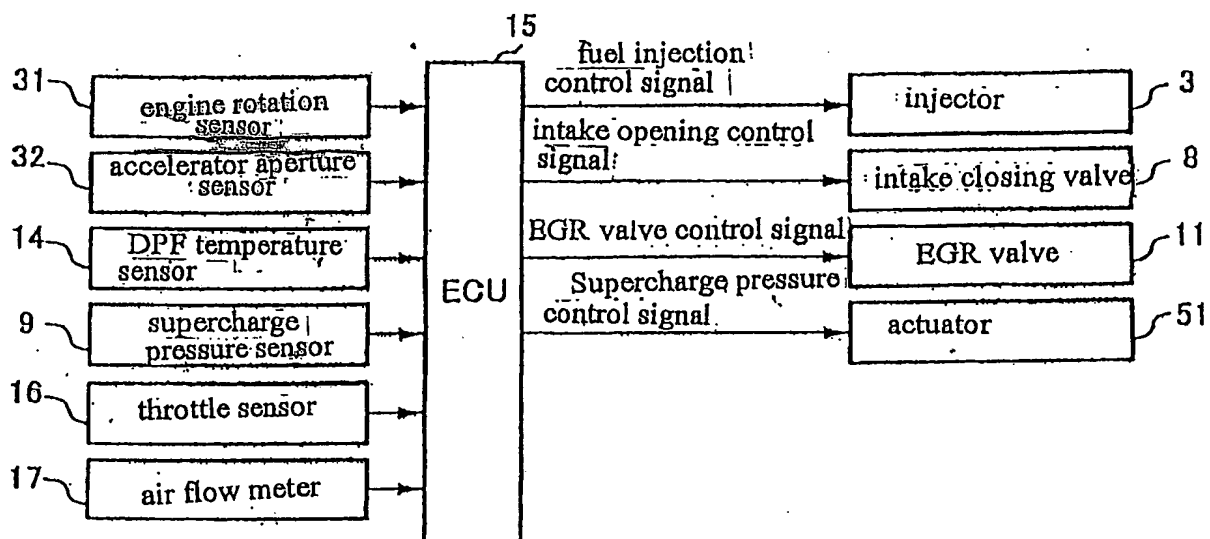 15
31
engine rotation
sensor
32
accelerator aperture
sensor
14
DPF temperature
sensor
9
supercharge
pressure sensor
16
throttle sensor
17
air flow meter
ECU
fuel injection
control signal
injector
3
intake opening control
signal
intake closing valve
8
EGR valve control signal
EGR valve
11
Supercharge pressure
control signal
actuator
51